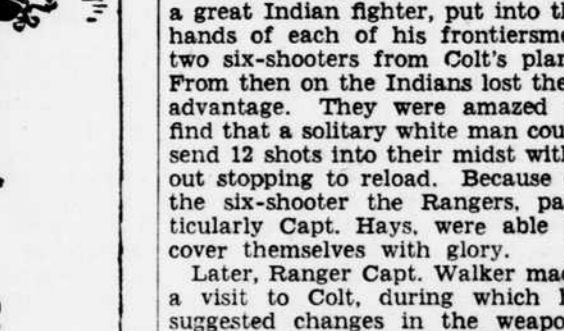 a great Indian fighter, put into th
hands of each of his frontiersme
two six-shooters from Colt's plan
From then on the Indians lost the
advantage. They were amazed
find that a solitary white man cou
send 12 shots into their midst with
out stopping to reload. Because
the six-shooter the Rangers, pa
ticularly Capt. Hays, were able
cover themselves with glory.
Later, Ranger Capt. Walker mad
a visit to Colt, during which h
suggested changes in the weapo